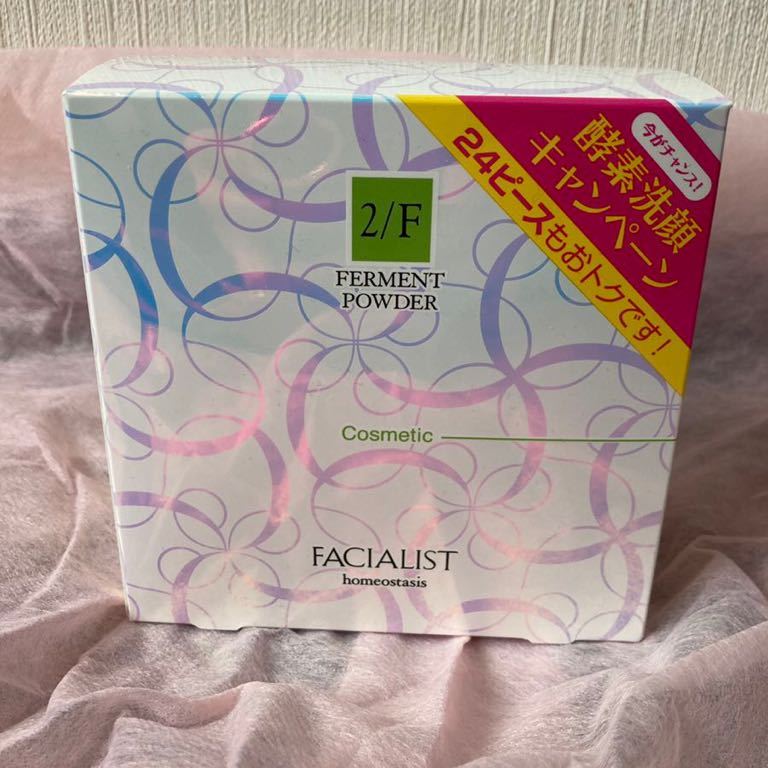 今がチャンス!
酵素洗顔
キャンペーン
24ピースもおトクです!
2/F
FERMENT
POWDER
Cosmetic
FACIALIST
homeostasis